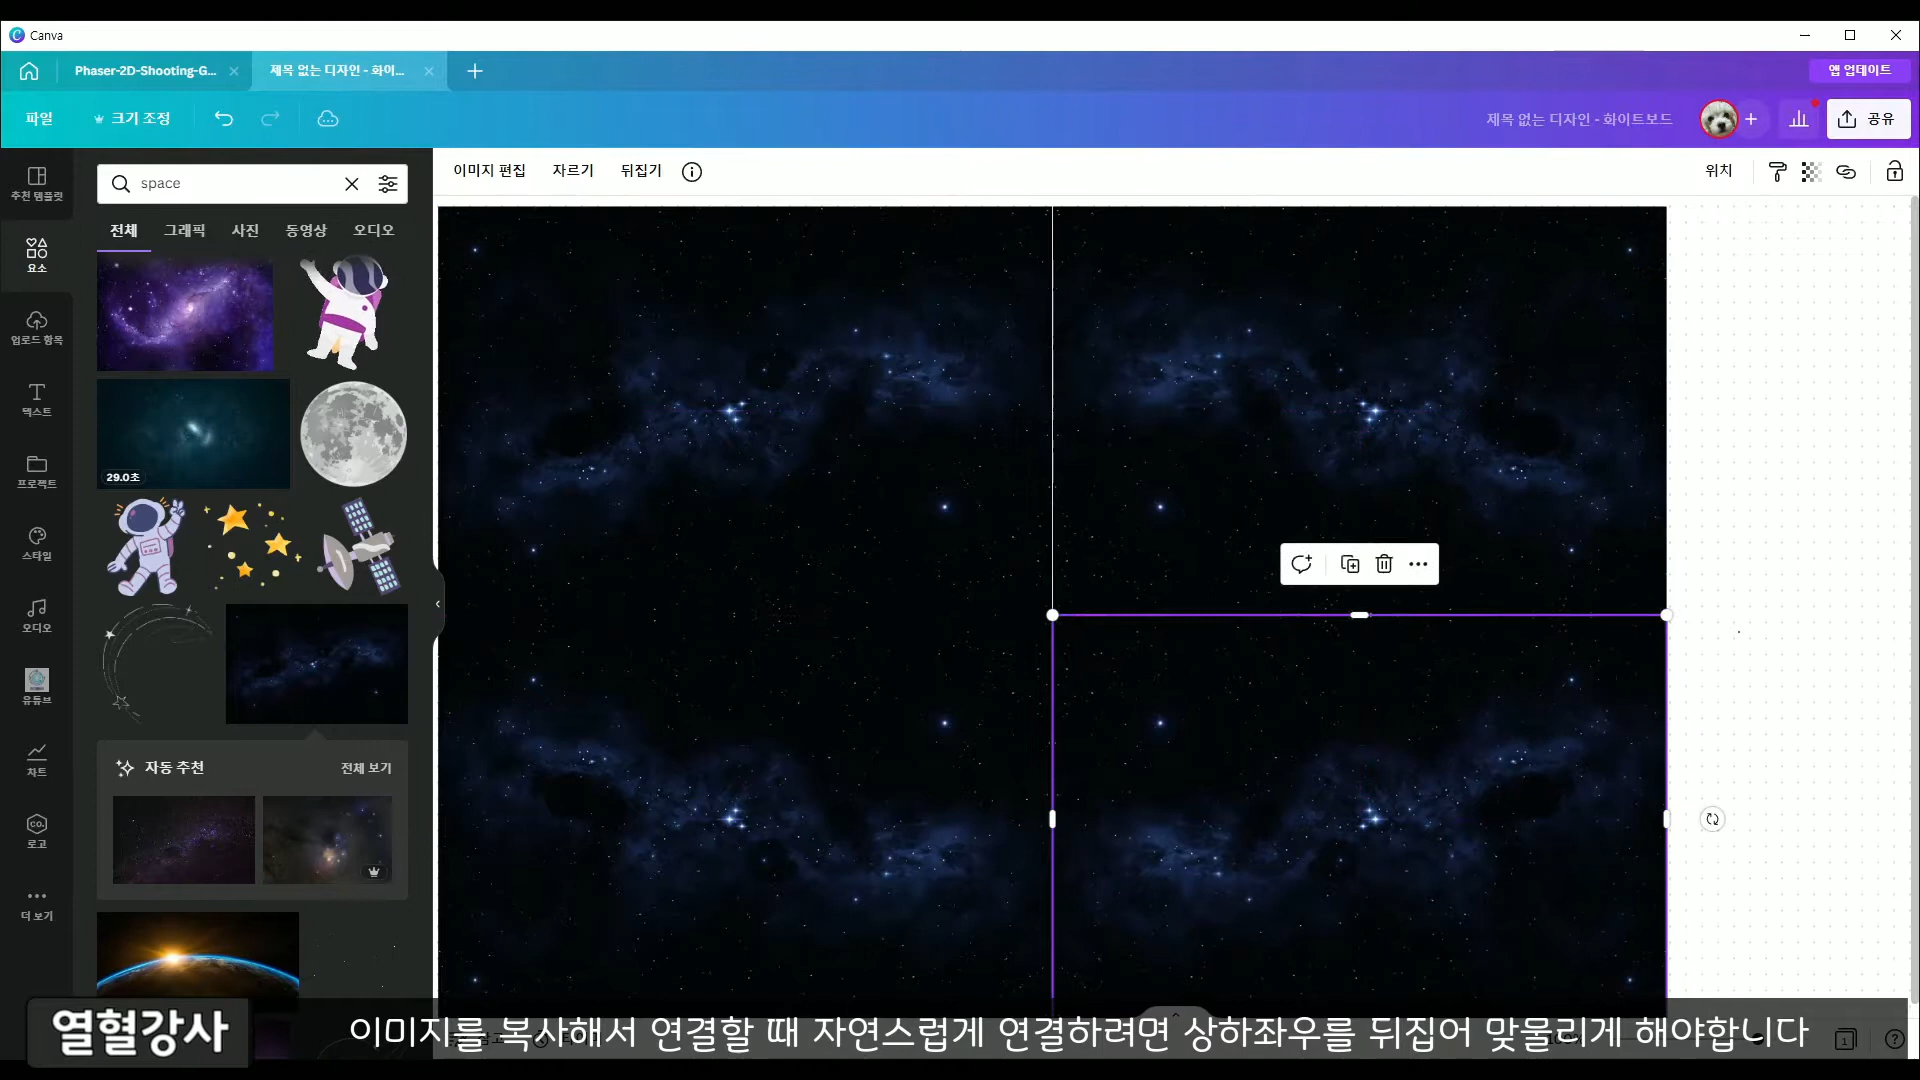 Canva
Phaser-2D-Shooting-G...
제목 없는 디자인 - 화이...
앱 업데이트
파일
크기 조정
제목 없는 디자인 - 화이트보드
공유
추천 템플릿
요소
업로드 항목
텍스트
프로젝트
스타일
오디오
유튜브
차트
로고
더 보기
space
전체
그래픽
사진
동영상
오디오
29.0초
자동 추천
전체 보기
이미지 편집
자르기
뒤집기
위치
열혈강사
이미지를 복사해서 연결할 때 자연스럽게 연결하려면 상하좌우를 뒤집어 맞물리게 해야합니다